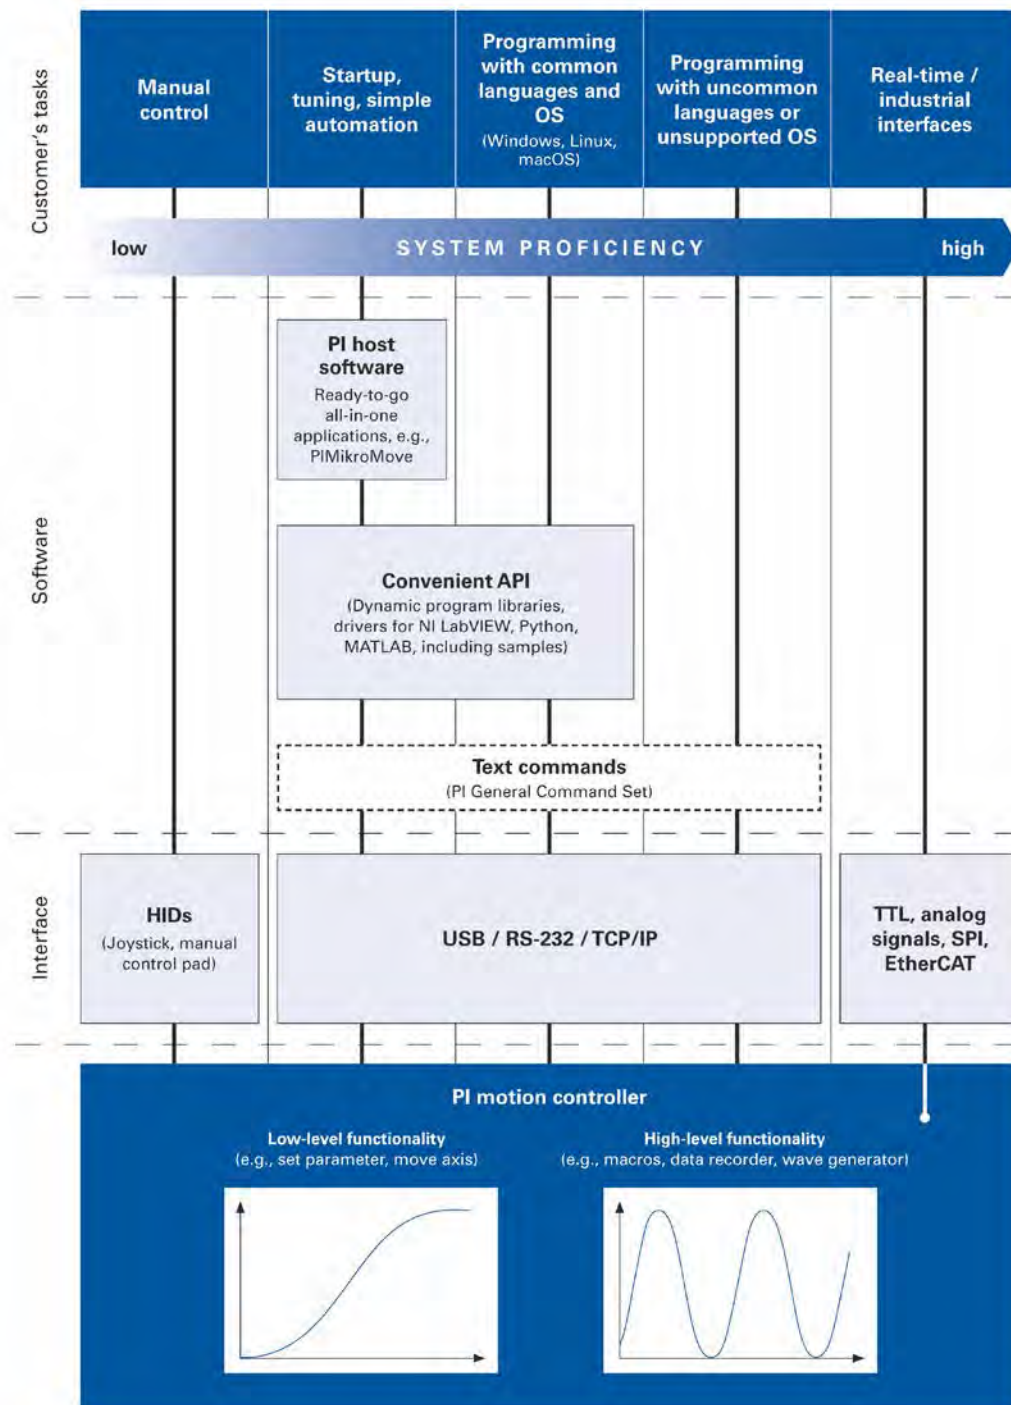 Customer's tasks
Manual
control
Startup,
tuning, simple
automation
Programming
with common
languages and
OS
(Windows, Linux,
macOS)
Programming
with uncommon
languages or
unsupported OS
Real-time /
industrial
interfaces
low
SYSTEM PROFICIENCY
high
Software
PI host
software
Ready-to-go
all-in-one
applications, e.g.,
PIMikroMove
Convenient API
(Dynamic program libraries,
drivers for NI LabVIEW, Python,
MATLAB, including samples)
Text commands
(PI General Command Set)
Interface
HIDs
(Joystick, manual
control pad)
USB / RS-232 / TCP/IP
TTL, analog
signals, SPI,
EtherCAT
PI motion controller
Low-level functionality
(e.g., set parameter, move axis)
High-level functionality
(e.g., macros, data recorder, wave generator)